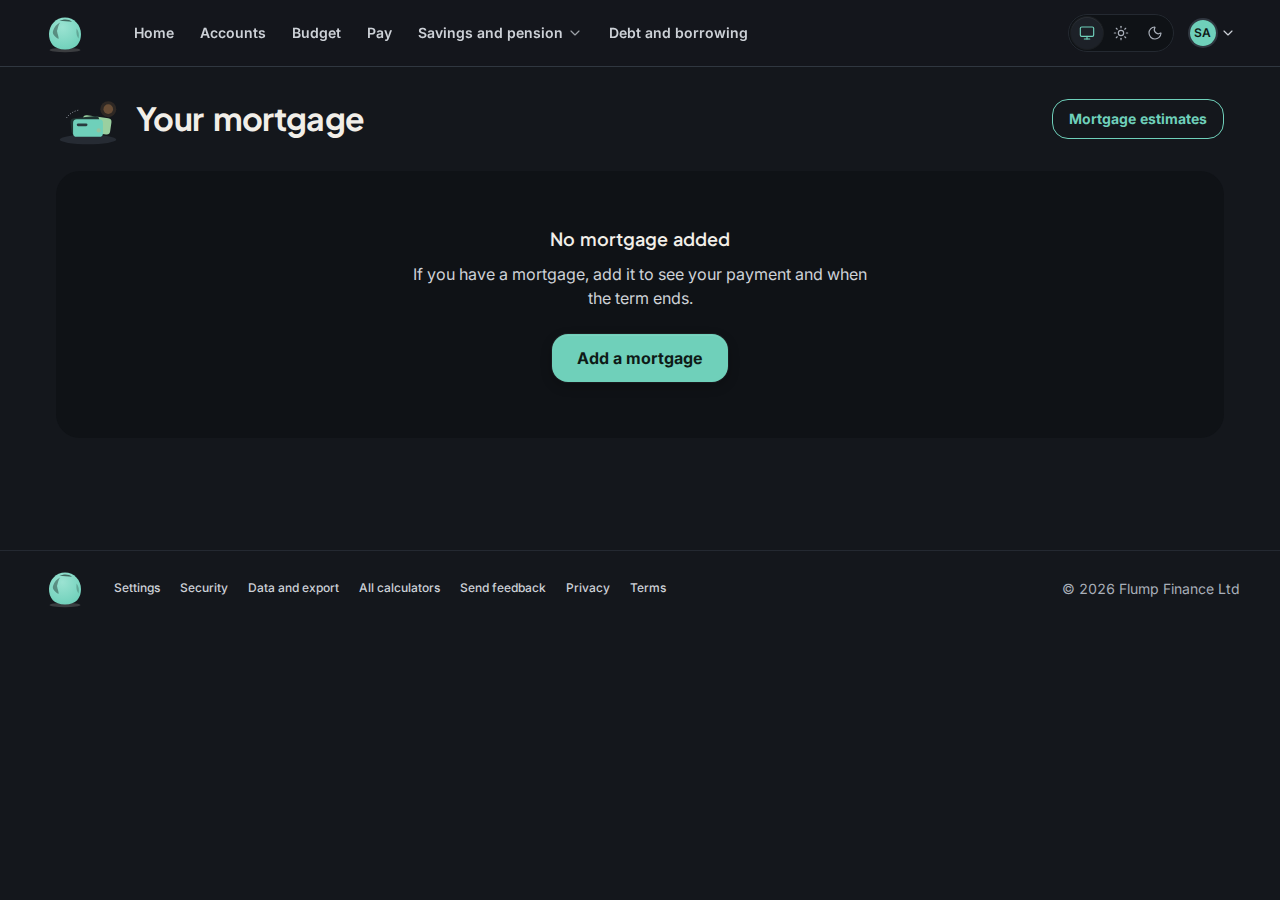 Home Accounts Budget Pay Savings and pension Debt and borrowing SA
Your mortgage
Mortgage estimates
No mortgage added
If you have a mortgage, add it to see your payment and when
the term ends.
Add a mortgage
Settings Security Data and export All calculators Send feedback Privacy Terms © 2026 Flump Finance Ltd